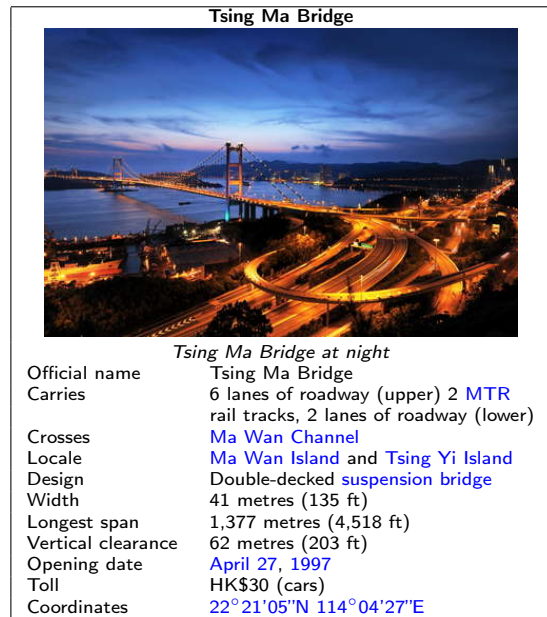 Tsing Ma Bridge
Tsing Ma Bridge at night
Official name Tsing Ma Bridge
Carries 6 lanes of roadway (upper) 2 MTR
rail tracks, 2 lanes of roadway (lower)
Crosses Ma Wan Channel
Locale Ma Wan Island and Tsing Yi Island
Design Double-decked suspension bridge
Width 41 metres (135 ft)
Longest span 1,377 metres (4,518 ft)
Vertical clearance 62 metres (203 ft)
Opening date April 27, 1997
Toll HK$30 (cars)
Coordinates 22°21'05"N 114°04'27"E